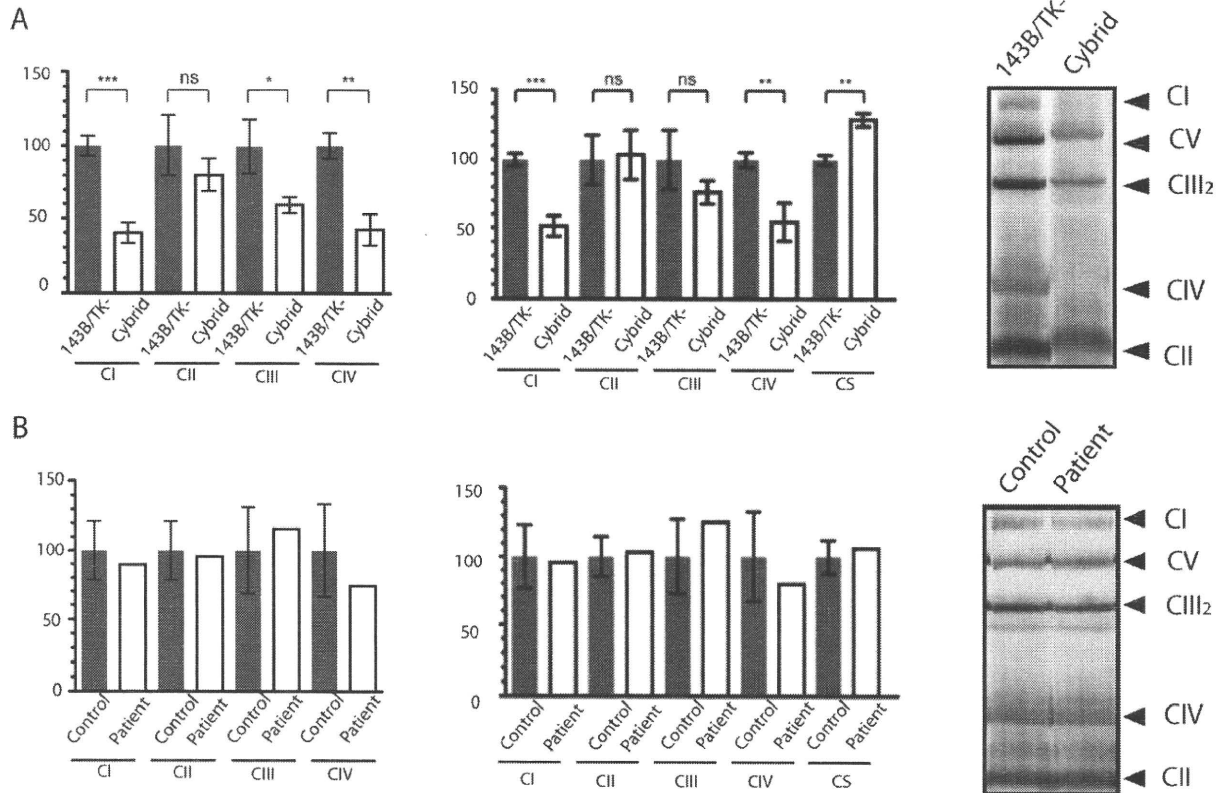 A
150
100
50
0
*** ns * **
143B/TK- Cybrid 143B/TK- Cybrid 143B/TK- Cybrid 143B/TK- Cybrid
CI CII CIII CIV
150
100
50
0
*** ns ns ** **
143B/TK- Cybrid 143B/TK- Cybrid 143B/TK- Cybrid 143B/TK- Cybrid 143B/TK- Cybrid
CI CII CIII CIV CS
143B/TK- Cybrid
CI
CV
CIII₂
CIV
CII
B
150
100
50
0
Control Patient Control Patient Control Patient Control Patient
CI CII CIII CIV
150
100
50
0
Control Patient Control Patient Control Patient Control Patient Control Patient
CI CII CIII CIV CS
Control Patient
CI
CV
CIII₂
CIV
CII